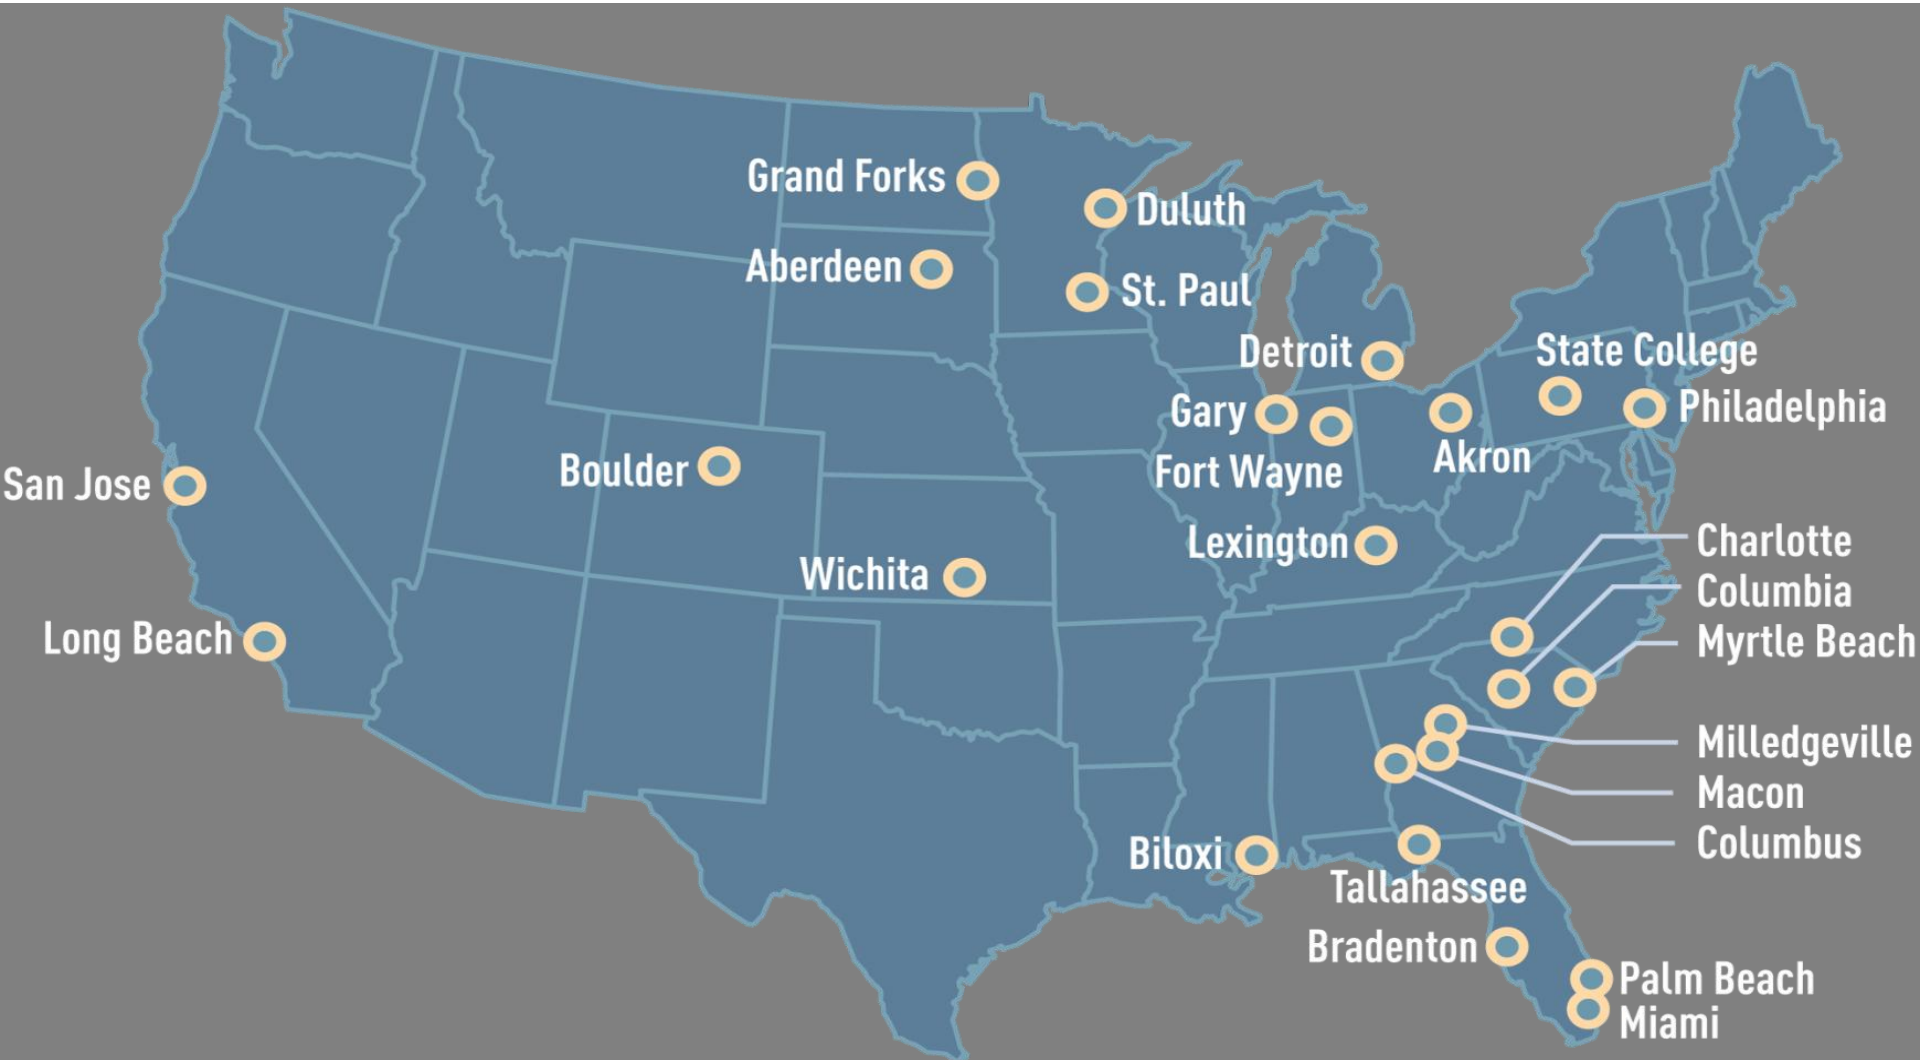 Grand Forks
Duluth
Aberdeen
St. Paul
Detroit
State College
Gary
Philadelphia
Fort Wayne
Akron
Boulder
San Jose
Lexington
Charlotte
Wichita
Columbia
Long Beach
Myrtle Beach
Milledgeville
Macon
Columbus
Biloxi
Tallahassee
Bradenton
Palm Beach
Miami